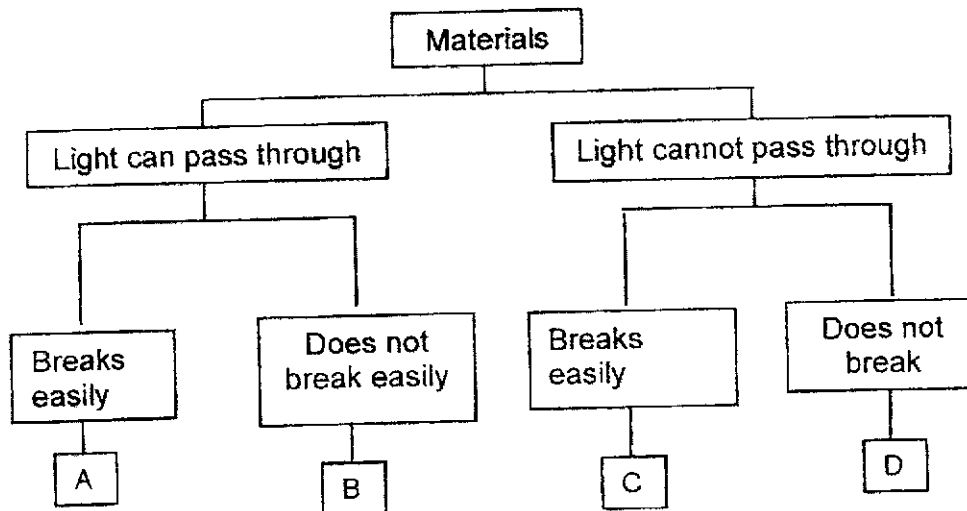 Materials
Light can pass through
Light cannot pass through
Breaks
easily
Does not
break easily
Breaks
easily
Does not
break
A
B
C
D